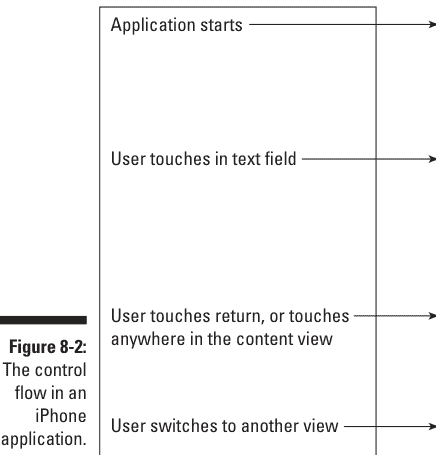 Application starts
User touches in text field
User touches return, or touches
anywhere in the content view
User switches to another view
Figure 8-2:
The control
flow in an
iPhone
application.